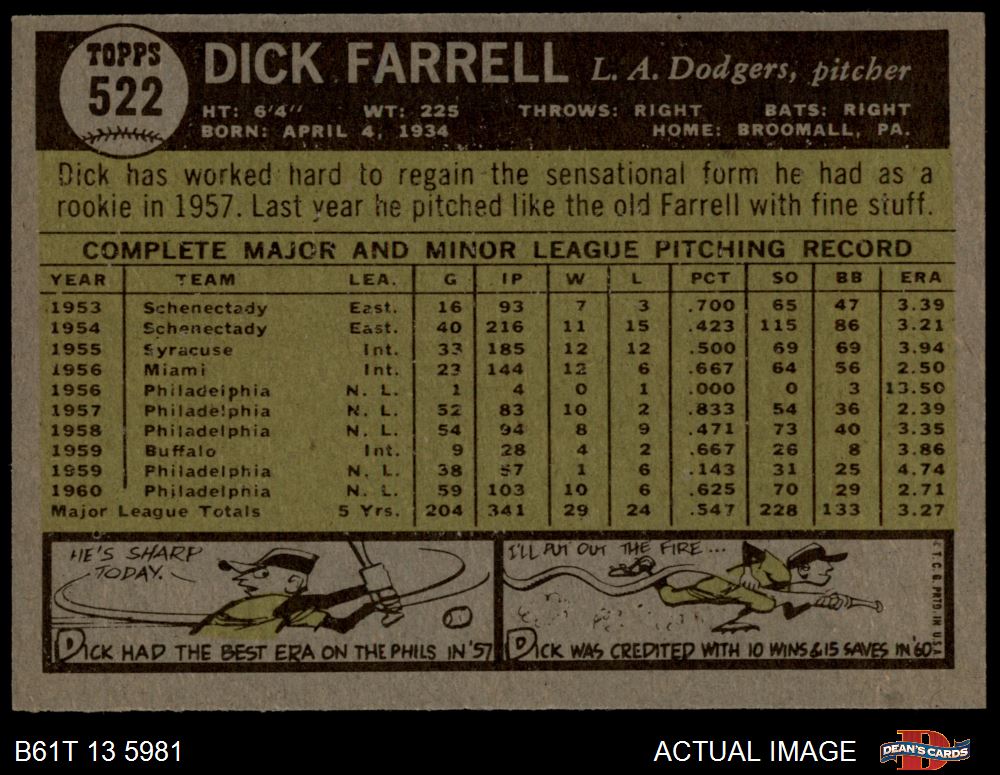 TOPPS
522
DICK FARRELL L. A. Dodgers, pitcher
HT: 6'4" WT: 225 THROWS: RIGHT BATS: RIGHT
BORN: APRIL 4, 1934 HOME: BROOMALL, PA.
Dick has worked hard to regain the sensational form he had as a
rookie in 1957. Last year he pitched like the old Farrell with fine stuff.
COMPLETE MAJOR AND MINOR LEAGUE PITCHING RECORD
YEAR TEAM LEA. G IP W L PCT SO BB ERA
1953 Schenectady East. 16 93 7 3 .700 65 47 3.39
1954 Schenectady East. 40 216 11 15 .423 115 86 3.21
1955 Syracuse Int. 33 185 12 12 .500 69 69 3.94
1956 Miami Int. 23 144 12 6 .667 64 56 2.50
1956 Philadelphia N. L. 1 4 0 1 .000 0 3 13.50
1957 Philadelphia N. L. 52 83 10 2 .833 54 36 2.39
1958 Philadelphia N. L. 54 94 8 9 .471 73 40 3.35
1959 Buffalo Int. 9 28 4 2 .667 26 8 3.86
1959 Philadelphia N. L. 38 57 1 6 .143 31 25 4.74
1960 Philadelphia N. L. 59 103 10 6 .625 70 29 2.71
Major League Totals 5 Yrs. 204 341 29 24 .547 228 133 3.27
HE'S SHARP
TODAY.
DICK HAD THE BEST ERA ON THE PHILS IN '57
I'LL PUT OUT THE FIRE...
DICK WAS CREDITED WITH 10 WINS & 15 SAVES IN '60
© T.C.G. PRTD. IN U.S.A.
B61T 13 5981
ACTUAL IMAGE
DEAN'S CARDS